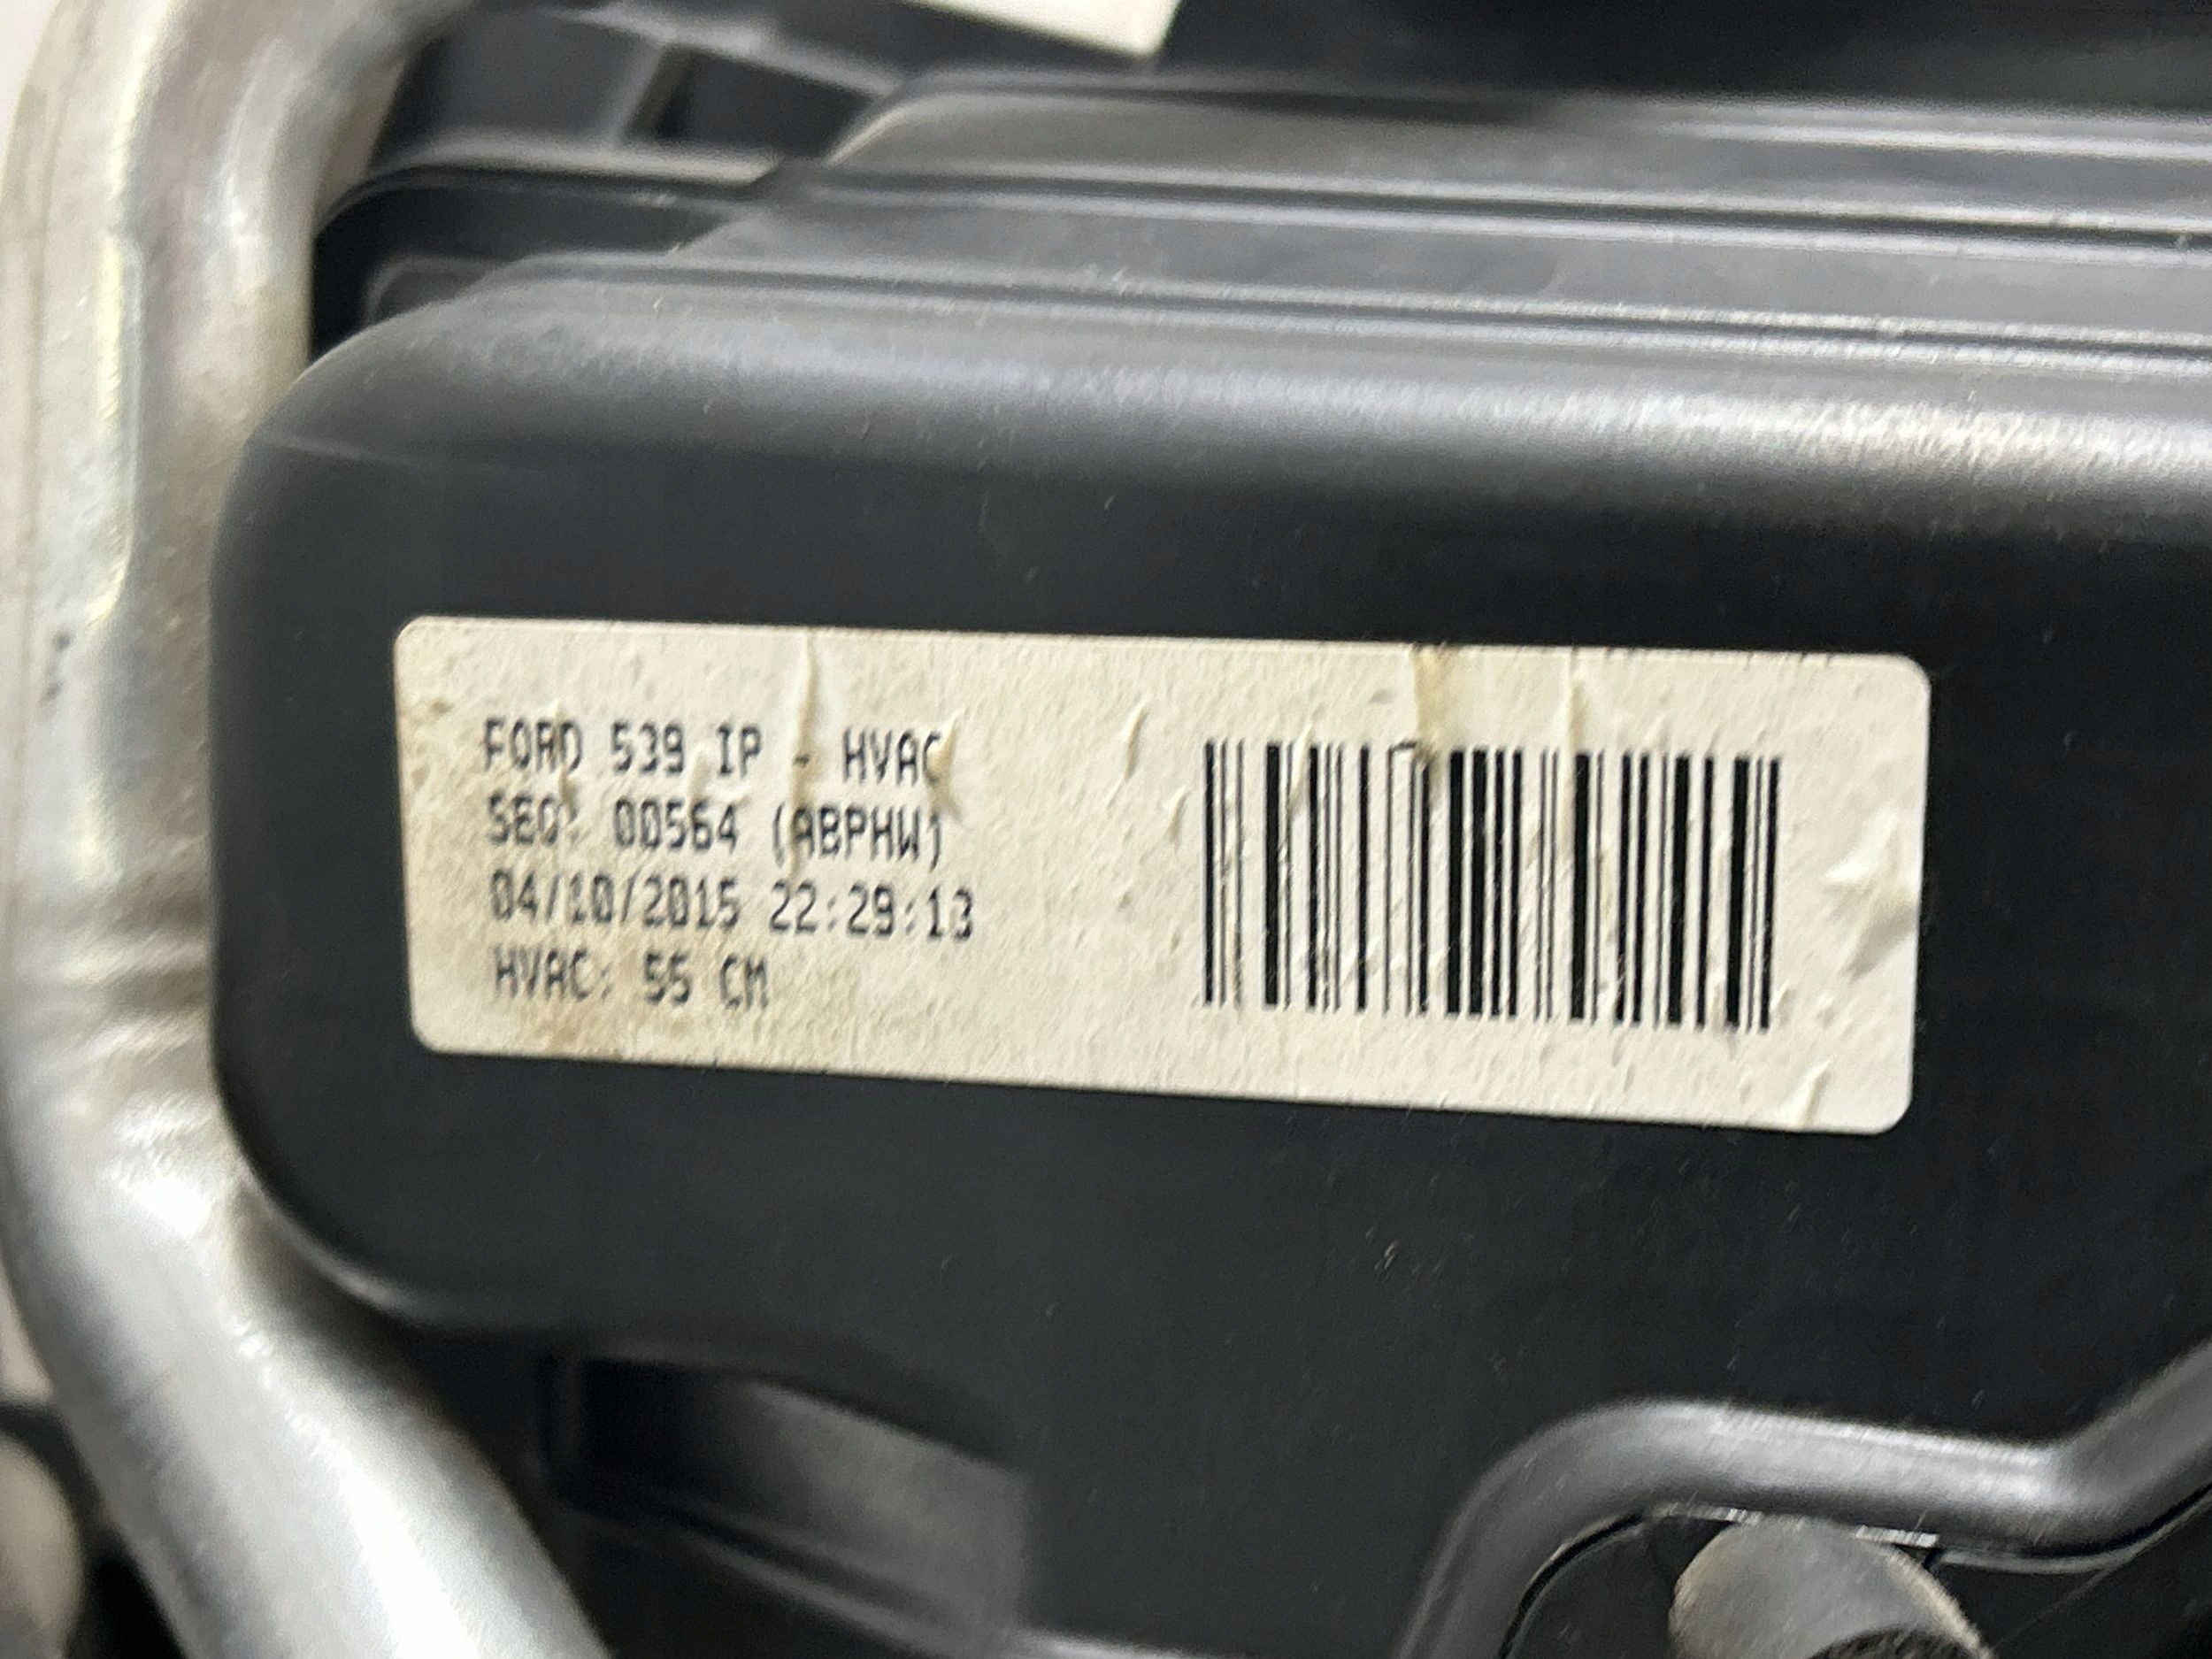 FORD 539 IP - HVAC
SEQ: 00564 (ABPHW)
04/10/2015 22:29:13
HVAC: 55 CM